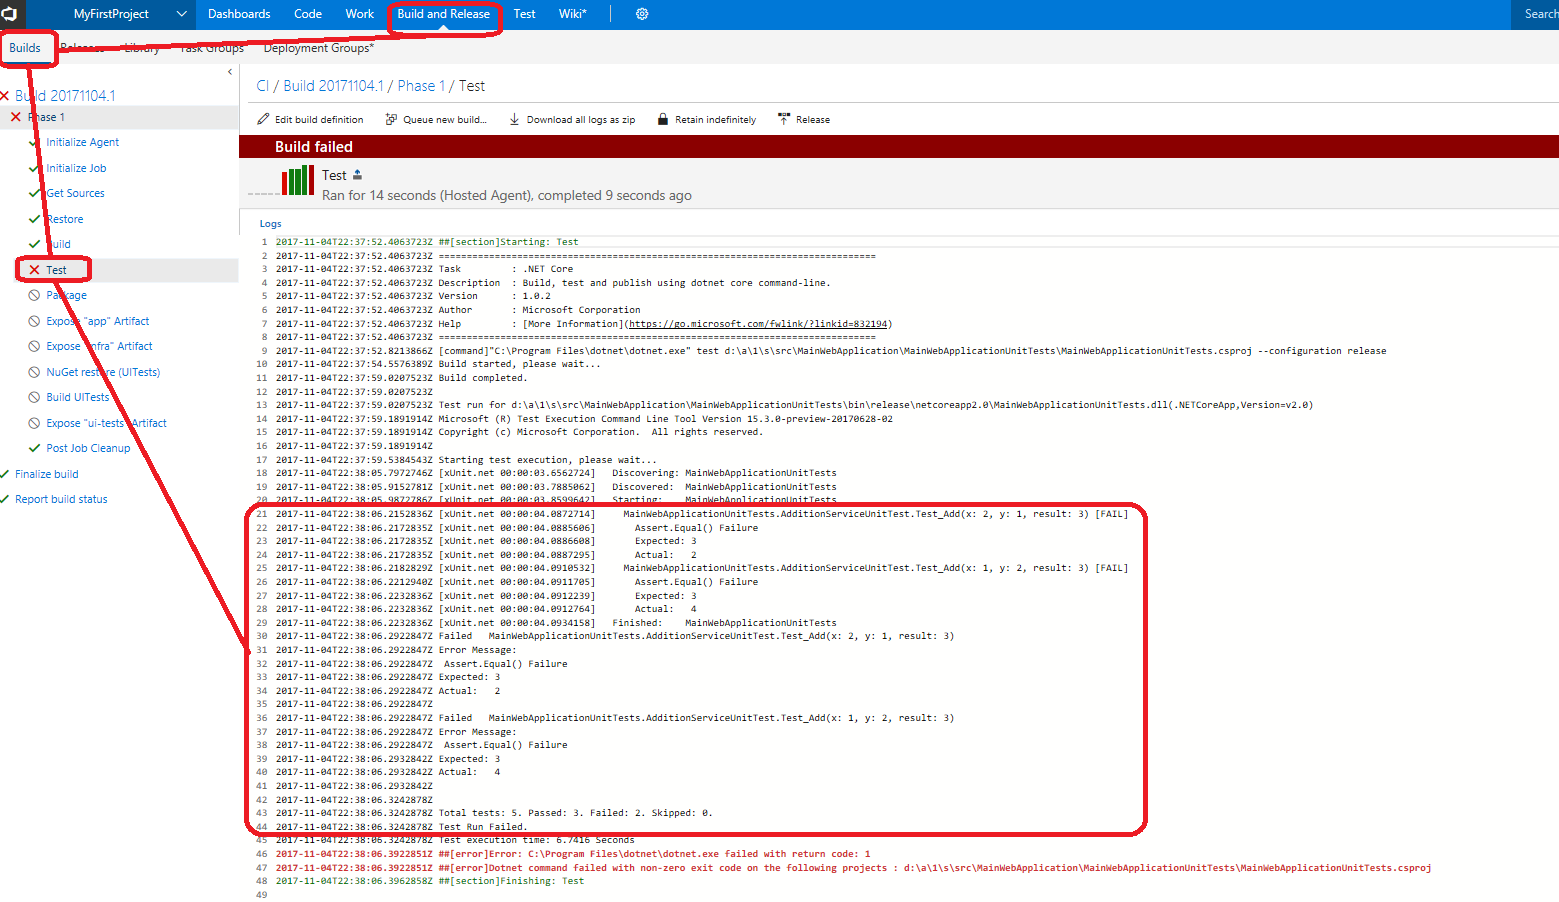 MyFirstProject Dashboards Code Work Build and Release Test Wiki* Search
Builds Releases Library Task Groups Deployment Groups*
CI / Build 20171104.1 / Phase 1 / Test
Build 20171104.1
Phase 1
Initialize Agent
Initialize Job
Get Sources
Restore
Build
Test
Package
Expose "app" Artifact
Expose "infra" Artifact
NuGet restore (UITests)
Build UITests
Expose "ui-tests" Artifact
Post Job Cleanup
Finalize build
Report build status
Edit build definition Queue new build... Download all logs as zip Retain indefinitely Release
Build failed
Test
Ran for 14 seconds (Hosted Agent), completed 9 seconds ago
Logs
1 2017-11-04T22:37:52.4063723Z ##[section]Starting: Test
2 2017-11-04T22:37:52.4063723Z ==============================================================================
3 2017-11-04T22:37:52.4063723Z Task : .NET Core
4 2017-11-04T22:37:52.4063723Z Description : Build, test and publish using dotnet core command-line.
5 2017-11-04T22:37:52.4063723Z Version : 1.0.2
6 2017-11-04T22:37:52.4063723Z Author : Microsoft Corporation
7 2017-11-04T22:37:52.4063723Z Help : [More Information](https://go.microsoft.com/fwlink/?linkid=832194)
8 2017-11-04T22:37:52.4063723Z ==============================================================================
9 2017-11-04T22:37:52.8213866Z [command]"C:\Program Files\dotnet\dotnet.exe" test d:\a\1\s\src\MainWebApplication\MainWebApplicationUnitTests\MainWebApplicationUnitTests.csproj --configuration release
10 2017-11-04T22:37:54.5576389Z Build started, please wait...
11 2017-11-04T22:37:59.0207523Z Build completed.
12 2017-11-04T22:37:59.0207523Z
13 2017-11-04T22:37:59.0207523Z Test run for d:\a\1\s\src\MainWebApplication\MainWebApplicationUnitTests\bin\release\netcoreapp2.0\MainWebApplicationUnitTests.dll(.NETCoreApp,Version=v2.0)
14 2017-11-04T22:37:59.1891914Z Microsoft (R) Test Execution Command Line Tool Version 15.3.0-preview-20170628-02
15 2017-11-04T22:37:59.1891914Z Copyright (c) Microsoft Corporation. All rights reserved.
16 2017-11-04T22:37:59.1891914Z
17 2017-11-04T22:37:59.5384543Z Starting test execution, please wait...
18 2017-11-04T22:38:05.7972746Z [xUnit.net 00:00:03.6562724] Discovering: MainWebApplicationUnitTests
19 2017-11-04T22:38:05.9152781Z [xUnit.net 00:00:03.7885062] Discovered: MainWebApplicationUnitTests
20 2017-11-04T22:38:05.9872786Z [xUnit.net 00:00:03.8599642] Starting: MainWebApplicationUnitTests
21 2017-11-04T22:38:06.2152836Z [xUnit.net 00:00:04.0872714] MainWebApplicationUnitTests.AdditionServiceUnitTest.Test_Add(x: 2, y: 1, result: 3) [FAIL]
22 2017-11-04T22:38:06.2172835Z [xUnit.net 00:00:04.0885606] Assert.Equal() Failure
23 2017-11-04T22:38:06.2172835Z [xUnit.net 00:00:04.0886608] Expected: 3
24 2017-11-04T22:38:06.2172835Z [xUnit.net 00:00:04.0887295] Actual: 2
25 2017-11-04T22:38:06.2182829Z [xUnit.net 00:00:04.0910532] MainWebApplicationUnitTests.AdditionServiceUnitTest.Test_Add(x: 1, y: 2, result: 3) [FAIL]
26 2017-11-04T22:38:06.2212940Z [xUnit.net 00:00:04.0911705] Assert.Equal() Failure
27 2017-11-04T22:38:06.2232836Z [xUnit.net 00:00:04.0912239] Expected: 3
28 2017-11-04T22:38:06.2232836Z [xUnit.net 00:00:04.0912764] Actual: 4
29 2017-11-04T22:38:06.2232836Z [xUnit.net 00:00:04.0934158] Finished: MainWebApplicationUnitTests
30 2017-11-04T22:38:06.2922847Z Failed MainWebApplicationUnitTests.AdditionServiceUnitTest.Test_Add(x: 2, y: 1, result: 3)
31 2017-11-04T22:38:06.2922847Z Error Message:
32 2017-11-04T22:38:06.2922847Z Assert.Equal() Failure
33 2017-11-04T22:38:06.2922847Z Expected: 3
34 2017-11-04T22:38:06.2922847Z Actual: 2
35 2017-11-04T22:38:06.2922847Z
36 2017-11-04T22:38:06.2922847Z Failed MainWebApplicationUnitTests.AdditionServiceUnitTest.Test_Add(x: 1, y: 2, result: 3)
37 2017-11-04T22:38:06.2922847Z Error Message:
38 2017-11-04T22:38:06.2922847Z Assert.Equal() Failure
39 2017-11-04T22:38:06.2932842Z Expected: 3
40 2017-11-04T22:38:06.2932842Z Actual: 4
41 2017-11-04T22:38:06.2932842Z
42 2017-11-04T22:38:06.3242878Z
43 2017-11-04T22:38:06.3242878Z Total tests: 5. Passed: 3. Failed: 2. Skipped: 0.
44 2017-11-04T22:38:06.3242878Z Test Run Failed.
45 2017-11-04T22:38:06.3242878Z Test execution time: 6.7416 Seconds
46 2017-11-04T22:38:06.3922851Z ##[error]Error: C:\Program Files\dotnet\dotnet.exe failed with return code: 1
47 2017-11-04T22:38:06.3922851Z ##[error]Dotnet command failed with non-zero exit code on the following projects : d:\a\1\s\src\MainWebApplication\MainWebApplicationUnitTests\MainWebApplicationUnitTests.csproj
48 2017-11-04T22:38:06.3962858Z ##[section]Finishing: Test
49